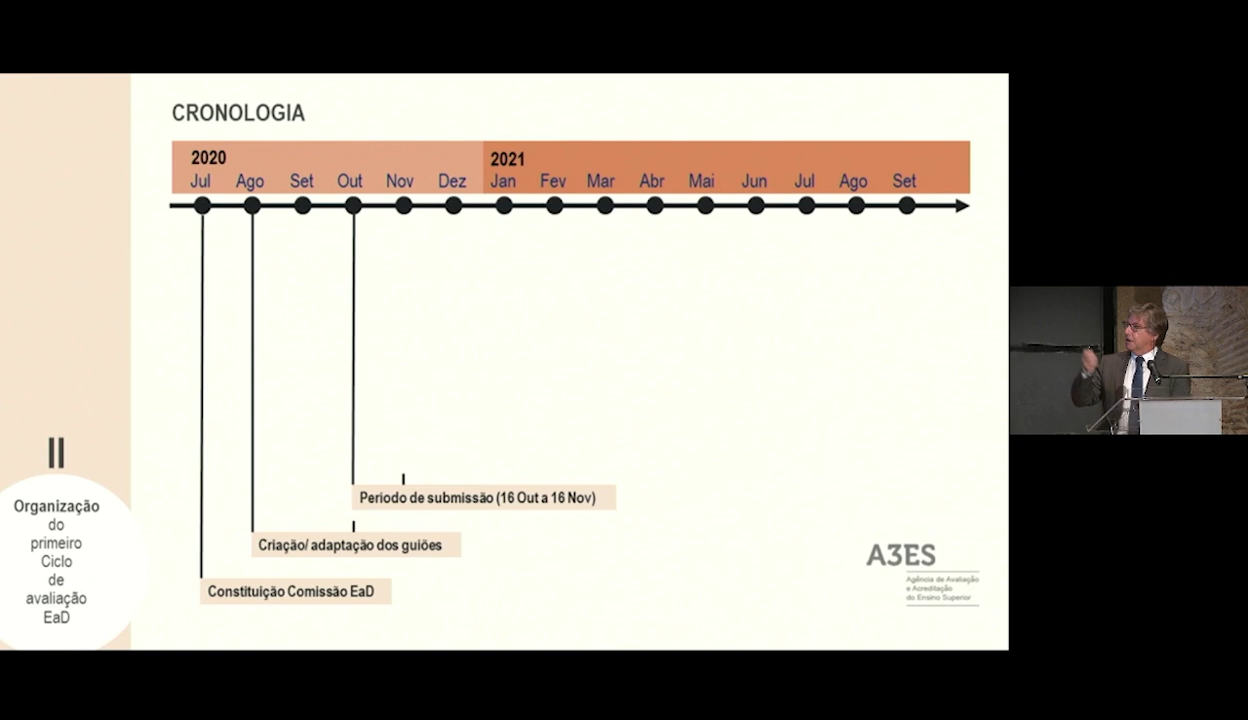 CRONOLOGIA
2020
2021
Jul Ago Set Out Nov Dez Jan Fev Mar Abr Mai Jun Jul Ago Set
Periodo de submissão (16 Out a 16 Nov)
Criação/ adaptação dos guiões
Constituição Comissão EaD
II
Organização
do
primeiro
Ciclo
de
avaliação
EaD
A3ES
Agência de Avaliação
e Acreditação
do Ensino Superior